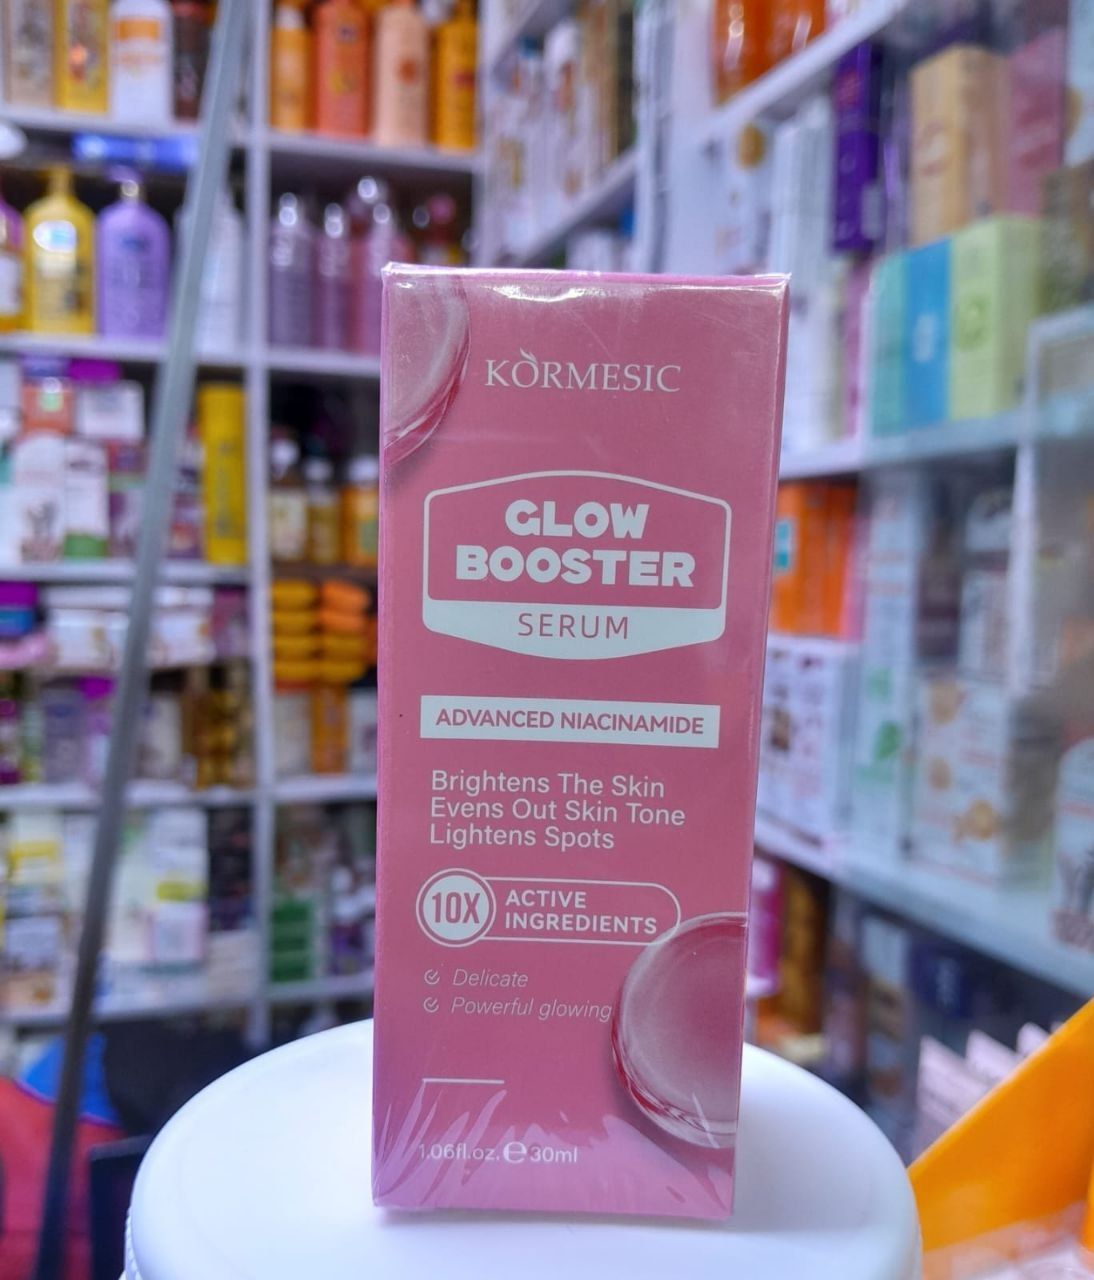 KORMESIC
GLOW
BOOSTER
SERUM
ADVANCED NIACINAMIDE
Brightens The Skin
Evens Out Skin Tone
Lightens Spots
10X ACTIVE
INGREDIENTS
Delicate
Powerful glowing
1.06fl.oz. ℮ 30ml